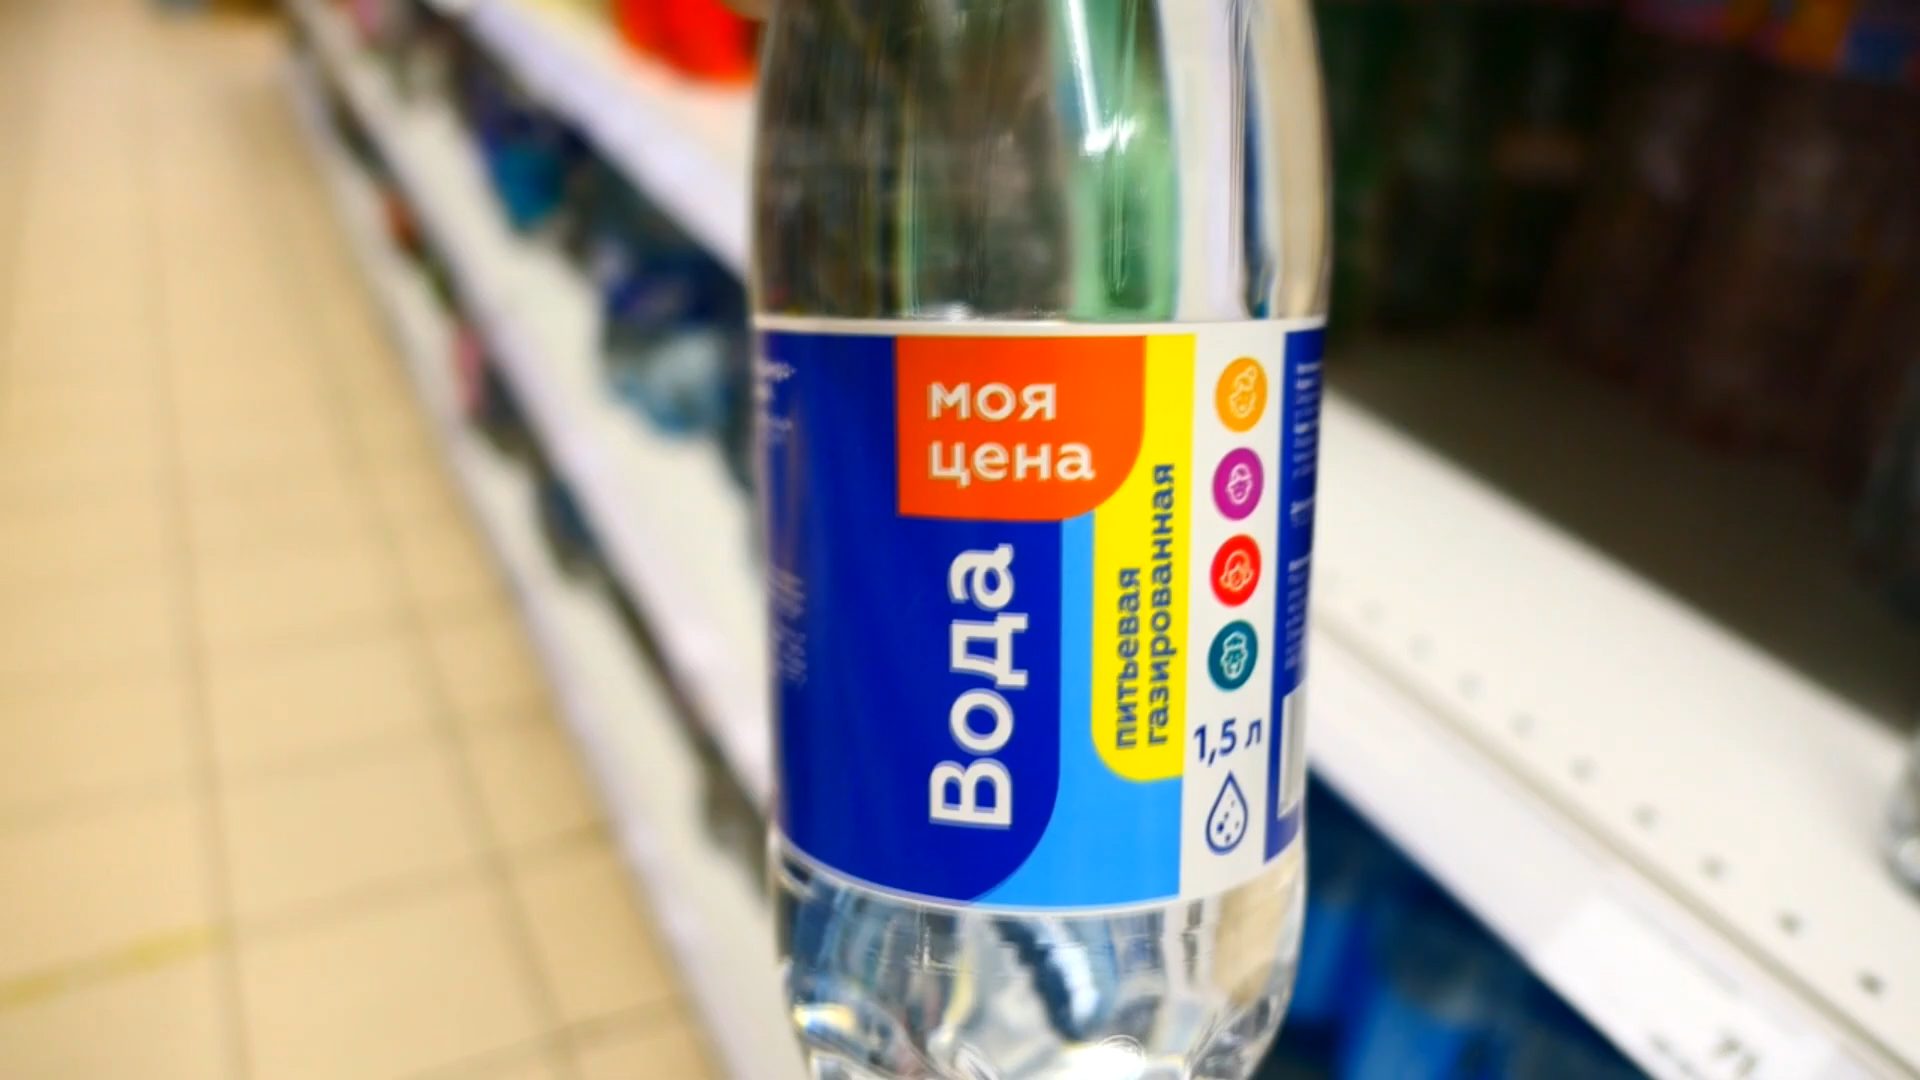 моя
цена
Вода
питьевая
газированная
1,5 л